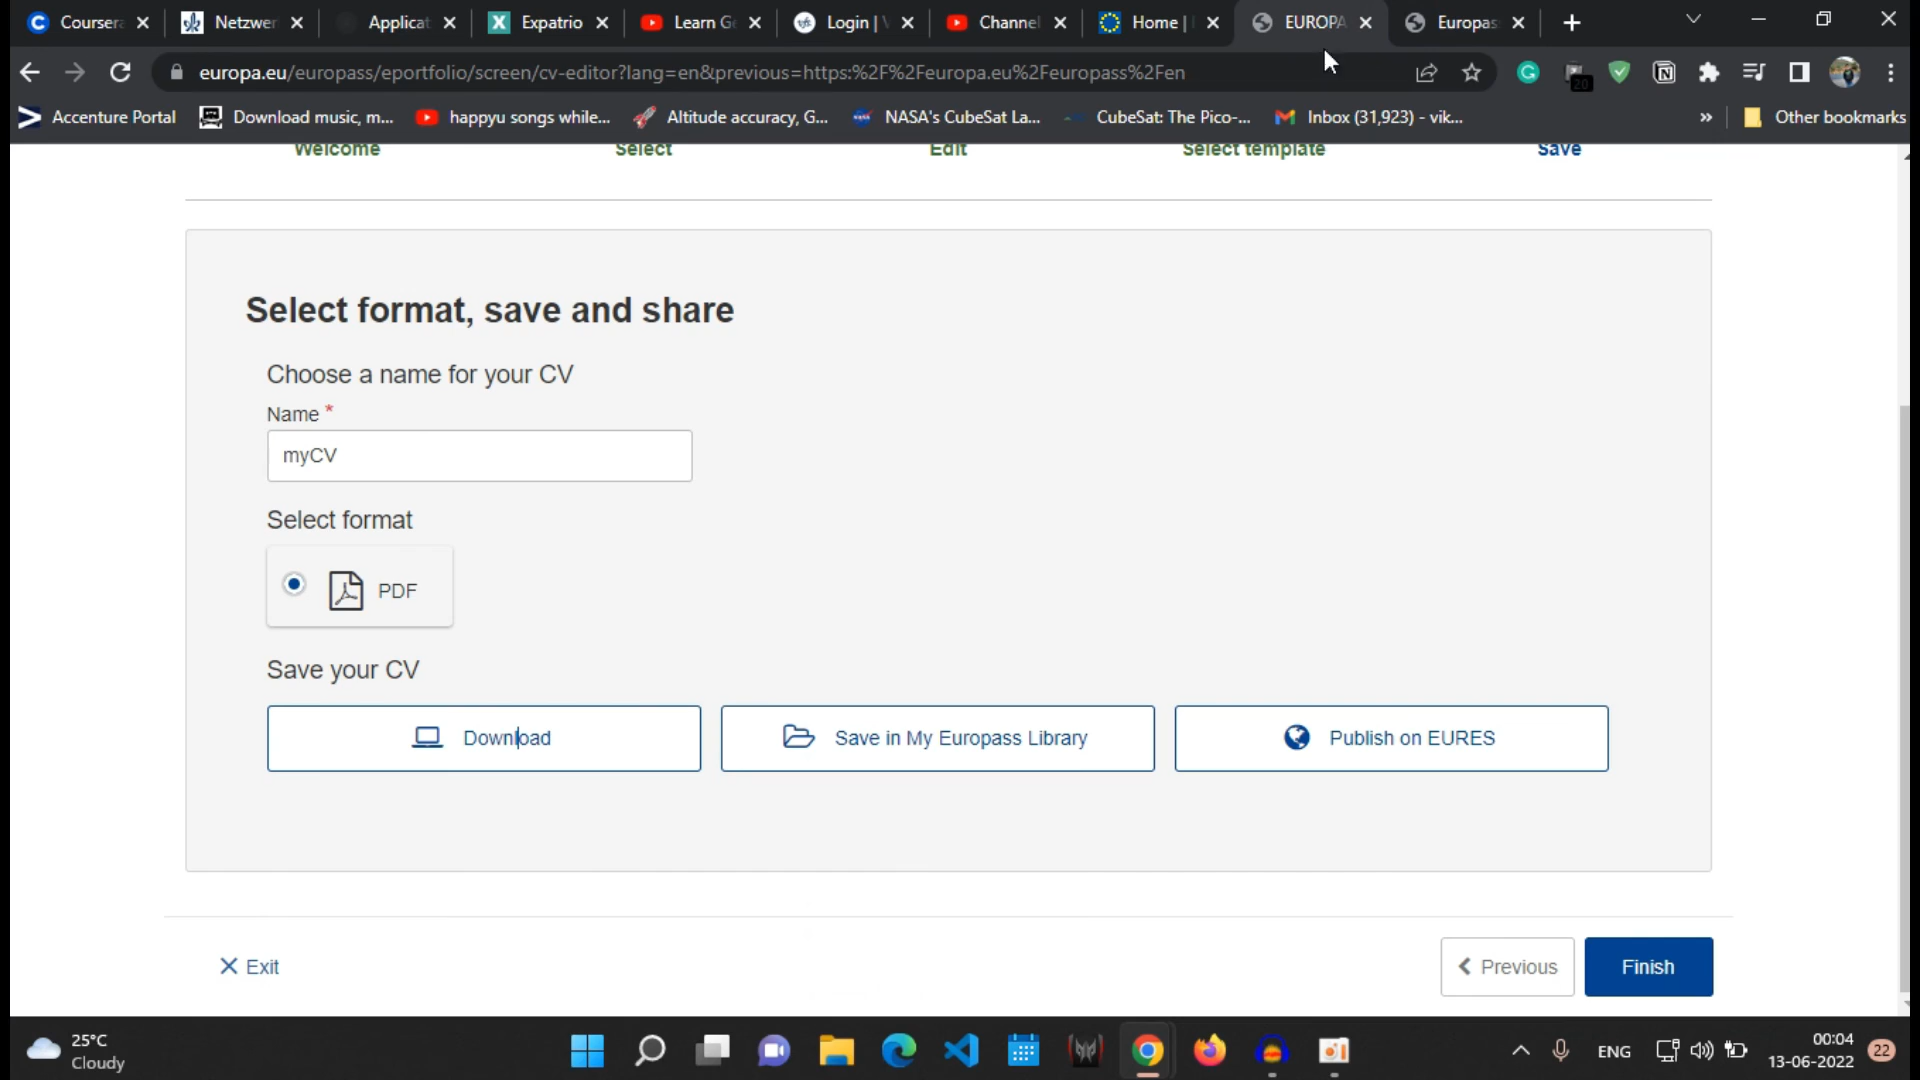 Coursera
Netzwer
Applicat
Expatrio
Learn Ge
Login | V
Channel
Home |
EUROPA
Europas
europa.eu/europass/eportfolio/screen/cv-editor?lang=en&previous=https:%2F%2Feuropa.eu%2Feuropass%2Fen
20
Accenture Portal
Download music, m...
happyu songs while...
Altitude accuracy, G...
NASA's CubeSat La...
CubeSat: The Pico-...
Inbox (31,923) - vik...
»
Other bookmarks
Welcome
Select
Edit
Select template
Save
Select format, save and share
Choose a name for your CV
Name *
myCV
Select format
PDF
Save your CV
Download
Save in My Europass Library
Publish on EURES
Exit
Previous
Finish
25°C
Cloudy
ENG
00:04
13-06-2022
22